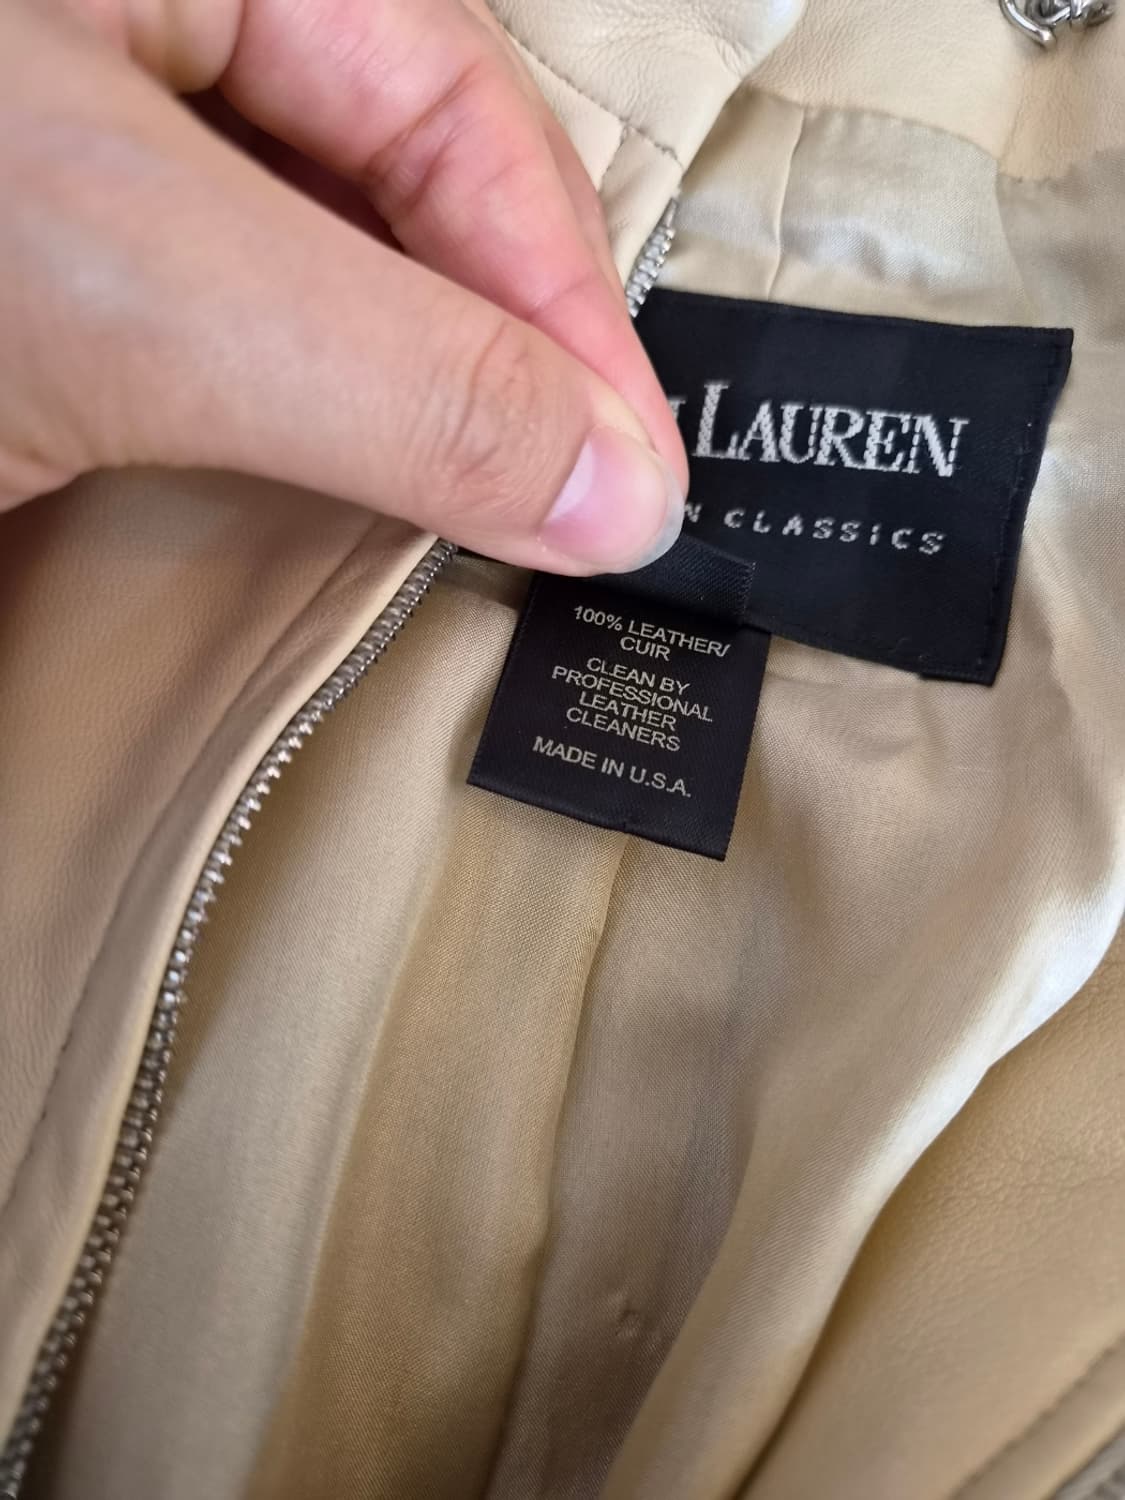 LAUREN
CLASSICS
100% LEATHER/
CUIR
CLEAN BY
PROFESSIONAL
LEATHER
CLEANERS
MADE IN U.S.A.